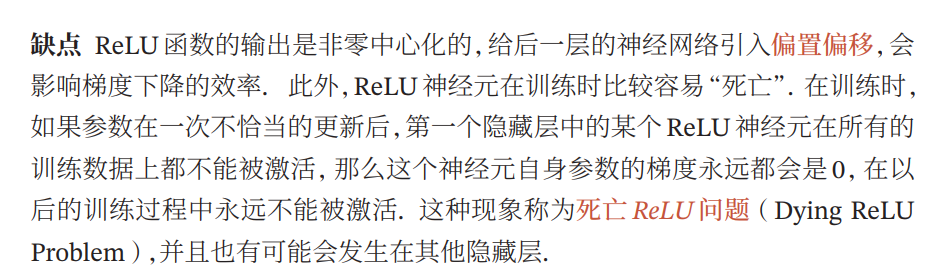 缺点 ReLU 函数的输出是非零中心化的, 给后一层的神经网络引入偏置偏移, 会
影响梯度下降的效率. 此外, ReLU 神经元在训练时比较容易“死亡”. 在训练时,
如果参数在一次不恰当的更新后, 第一个隐藏层中的某个 ReLU 神经元在所有的
训练数据上都不能被激活, 那么这个神经元自身参数的梯度永远都会是 0, 在以
后的训练过程中永远不能被激活. 这种现象称为死亡 ReLU 问题 ( Dying ReLU
Problem ) , 并且也有可能会发生在其他隐藏层.